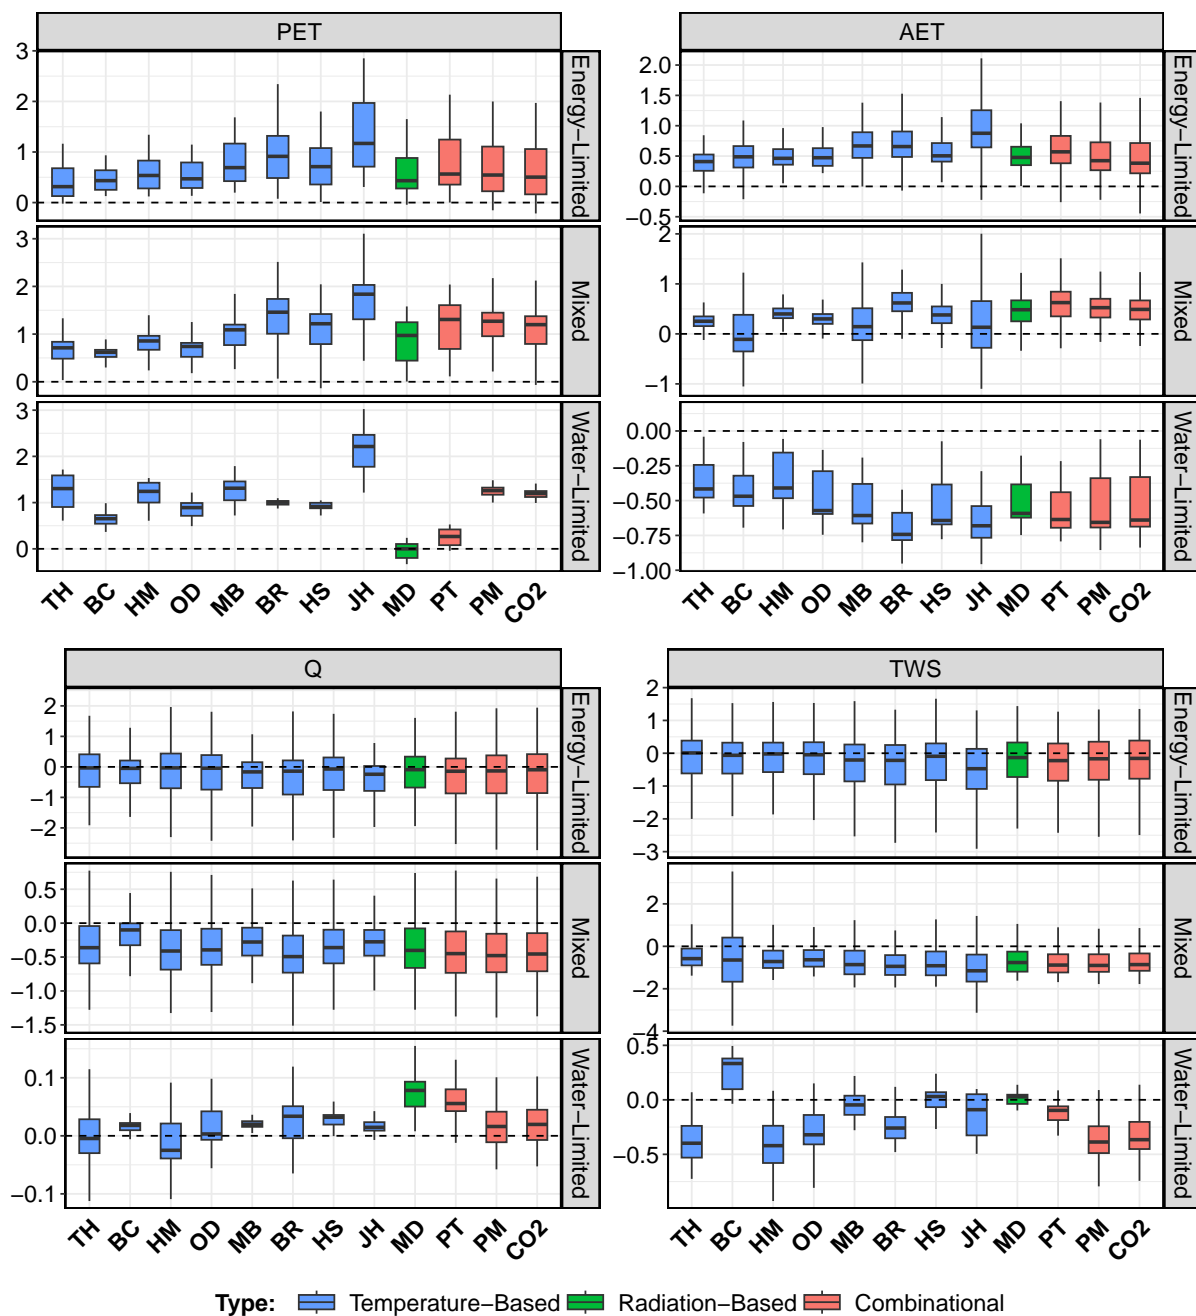 PET
3
2
1
0
Energy−Limited
3
2
1
0
Mixed
3
2
1
0
Water−Limited
TH BC HM OD MB BR HS JH MD PT PM CO2
AET
2.0
1.5
1.0
0.5
0.0
−0.5
Energy−Limited
2
1
0
−1
Mixed
0.00
−0.25
−0.50
−0.75
−1.00
Water−Limited
TH BC HM OD MB BR HS JH MD PT PM CO2
Q
2
1
0
−1
−2
Energy−Limited
0.5
0.0
−0.5
−1.0
−1.5
Mixed
0.1
0.0
−0.1
Water−Limited
TH BC HM OD MB BR HS JH MD PT PM CO2
TWS
2
1
0
−1
−2
−3
Energy−Limited
2
0
−2
−4
Mixed
0.5
0.0
−0.5
Water−Limited
TH BC HM OD MB BR HS JH MD PT PM CO2
Type: Temperature−Based Radiation−Based Combinational